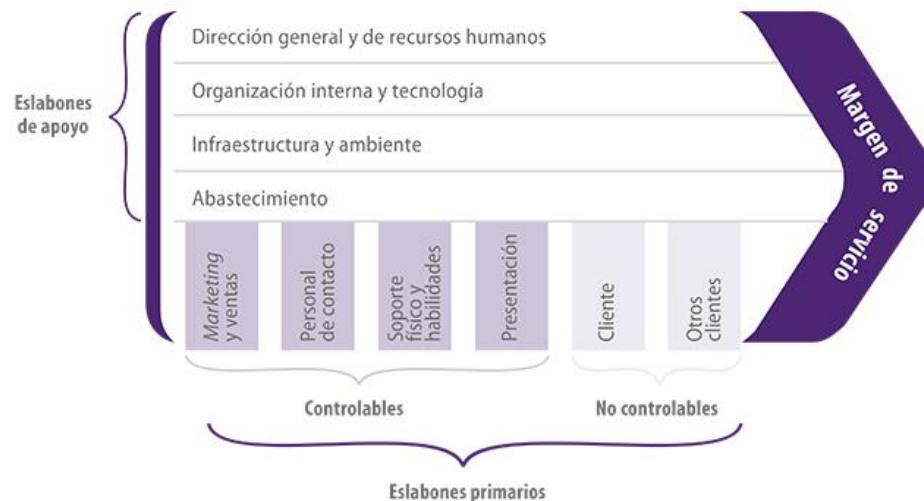 Dirección general y de recursos humanos
Organización interna y tecnología
Infraestructura y ambiente
Abastecimiento
Eslabones
de apoyo
Margen de servicio
Marketing
y ventas
Personal
de contacto
Soporte
físico y
habilidades
Presentación
Cliente
Otros
clientes
Controlables
No controlables
Eslabones primarios